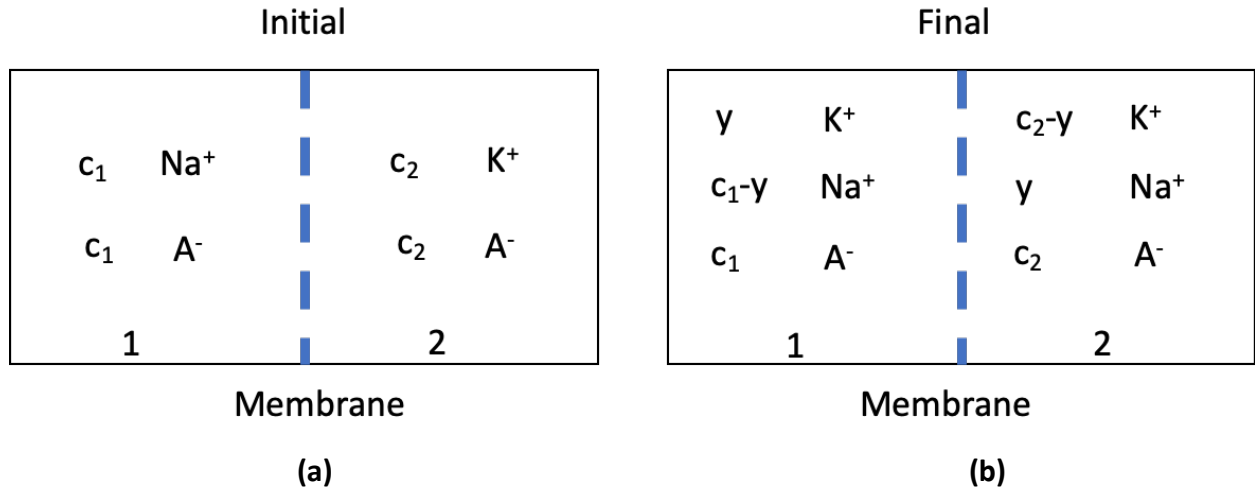 Initial
c₁ Na⁺ c₂ K⁺
c₁ A⁻ c₂ A⁻
1 2
Membrane
(a)
Final
y K⁺ c₂-y K⁺
c₁-y Na⁺ y Na⁺
c₁ A⁻ c₂ A⁻
1 2
Membrane
(b)